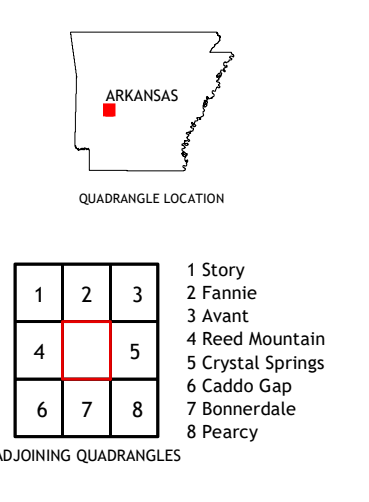 ARKANSAS
QUADRANGLE LOCATION
1 2 3
4 5
6 7 8
1 Story
2 Fannie
3 Avant
4 Reed Mountain
5 Crystal Springs
6 Caddo Gap
7 Bonnerdale
8 Pearcy
ADJOINING QUADRANGLES